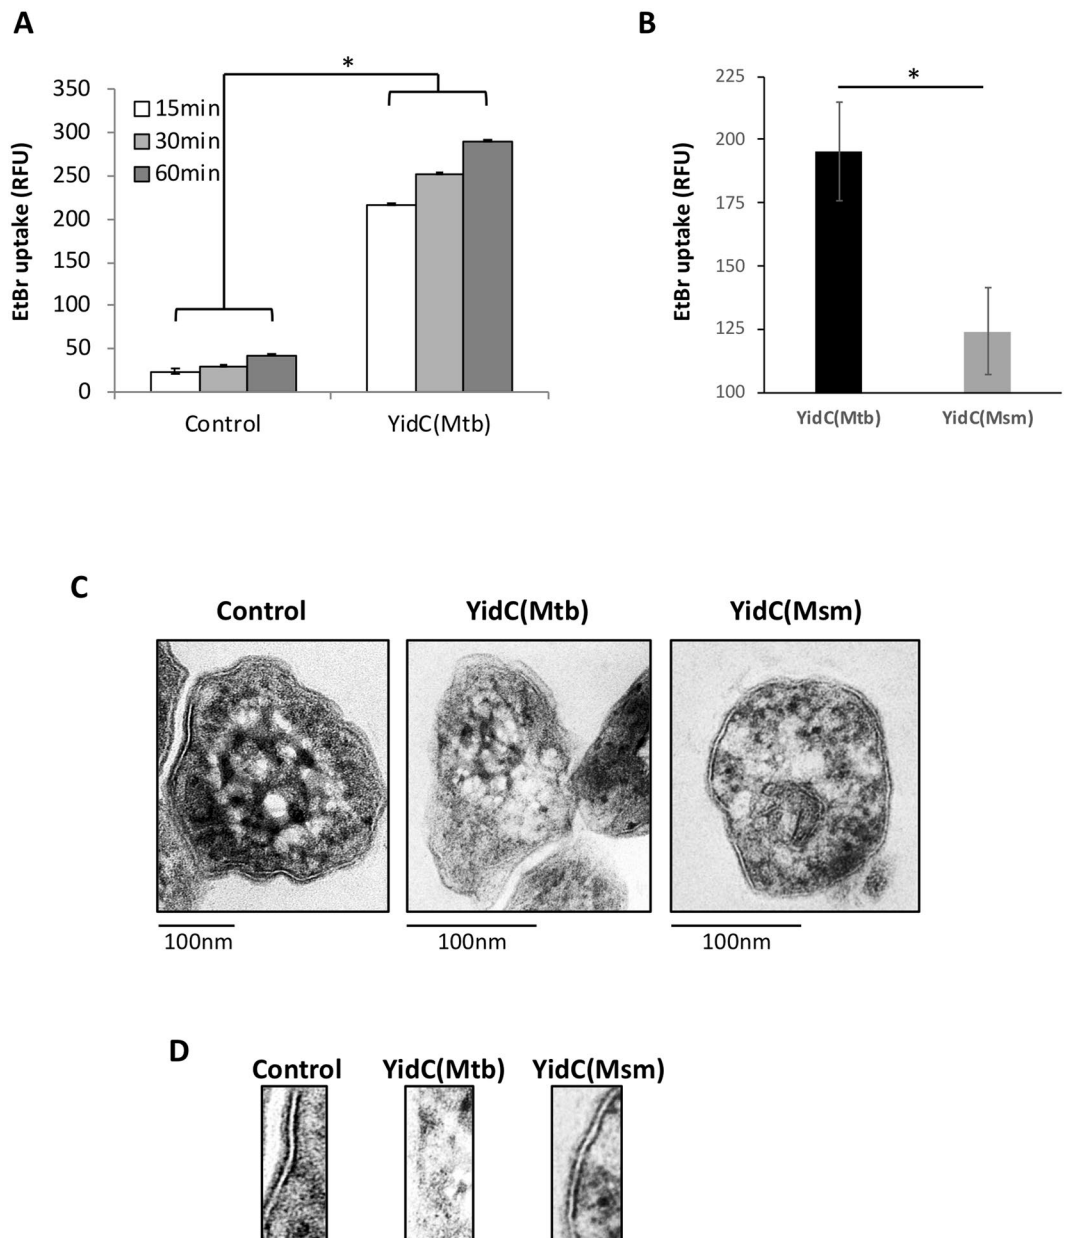 A
*
350
300
250
200
150
100
50
0
EtBr uptake (RFU)
15min
30min
60min
Control
YidC(Mtb)
B
*
225
200
175
150
125
100
EtBr uptake (RFU)
YidC(Mtb)
YidC(Msm)
C
Control
YidC(Mtb)
YidC(Msm)
100nm
100nm
100nm
D
Control
YidC(Mtb)
YidC(Msm)